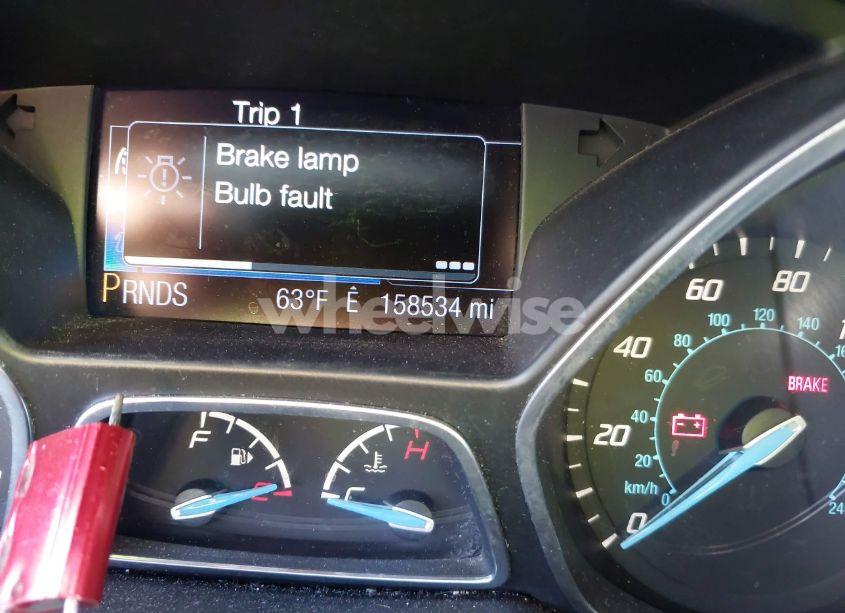 Trip 1
Brake lamp
Bulb fault
PRNDS
63°F Ê 158534 mi
wheelwise
F
H
E
C
0
20
40
60
80
BRAKE
km/h
0
20
40
60
80
100
120
140